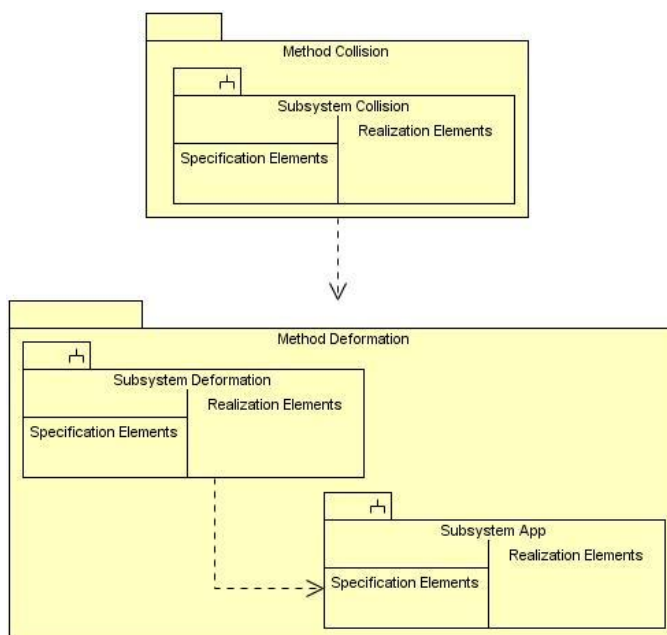 Method Collision
Subsystem Collision
Realization Elements
Specification Elements
Method Deformation
Subsystem Deformation
Realization Elements
Specification Elements
Subsystem App
Realization Elements
Specification Elements